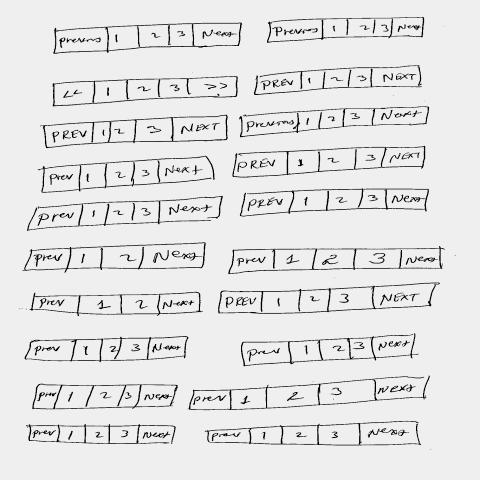 Previous 1 2 3 Next Previous 1 2 3 Next
<< 1 2 3 >> PREV 1 2 3 NEXT
PREV 1 2 3 NEXT Previous 1 2 3 Next
Prev 1 2 3 Next PREV 1 2 3 NEXT
Prev 1 2 3 Next PREV 1 2 3 Next
Prev 1 2 Next Prev 1 2 3 Next
Prev 1 2 Next PREV 1 2 3 NEXT
Prev 1 2 3 Next Prev 1 2 3 Next
Prev 1 2 3 Next Prev 1 2 3 Next
Prev 1 2 3 Next Prev 1 2 3 Next